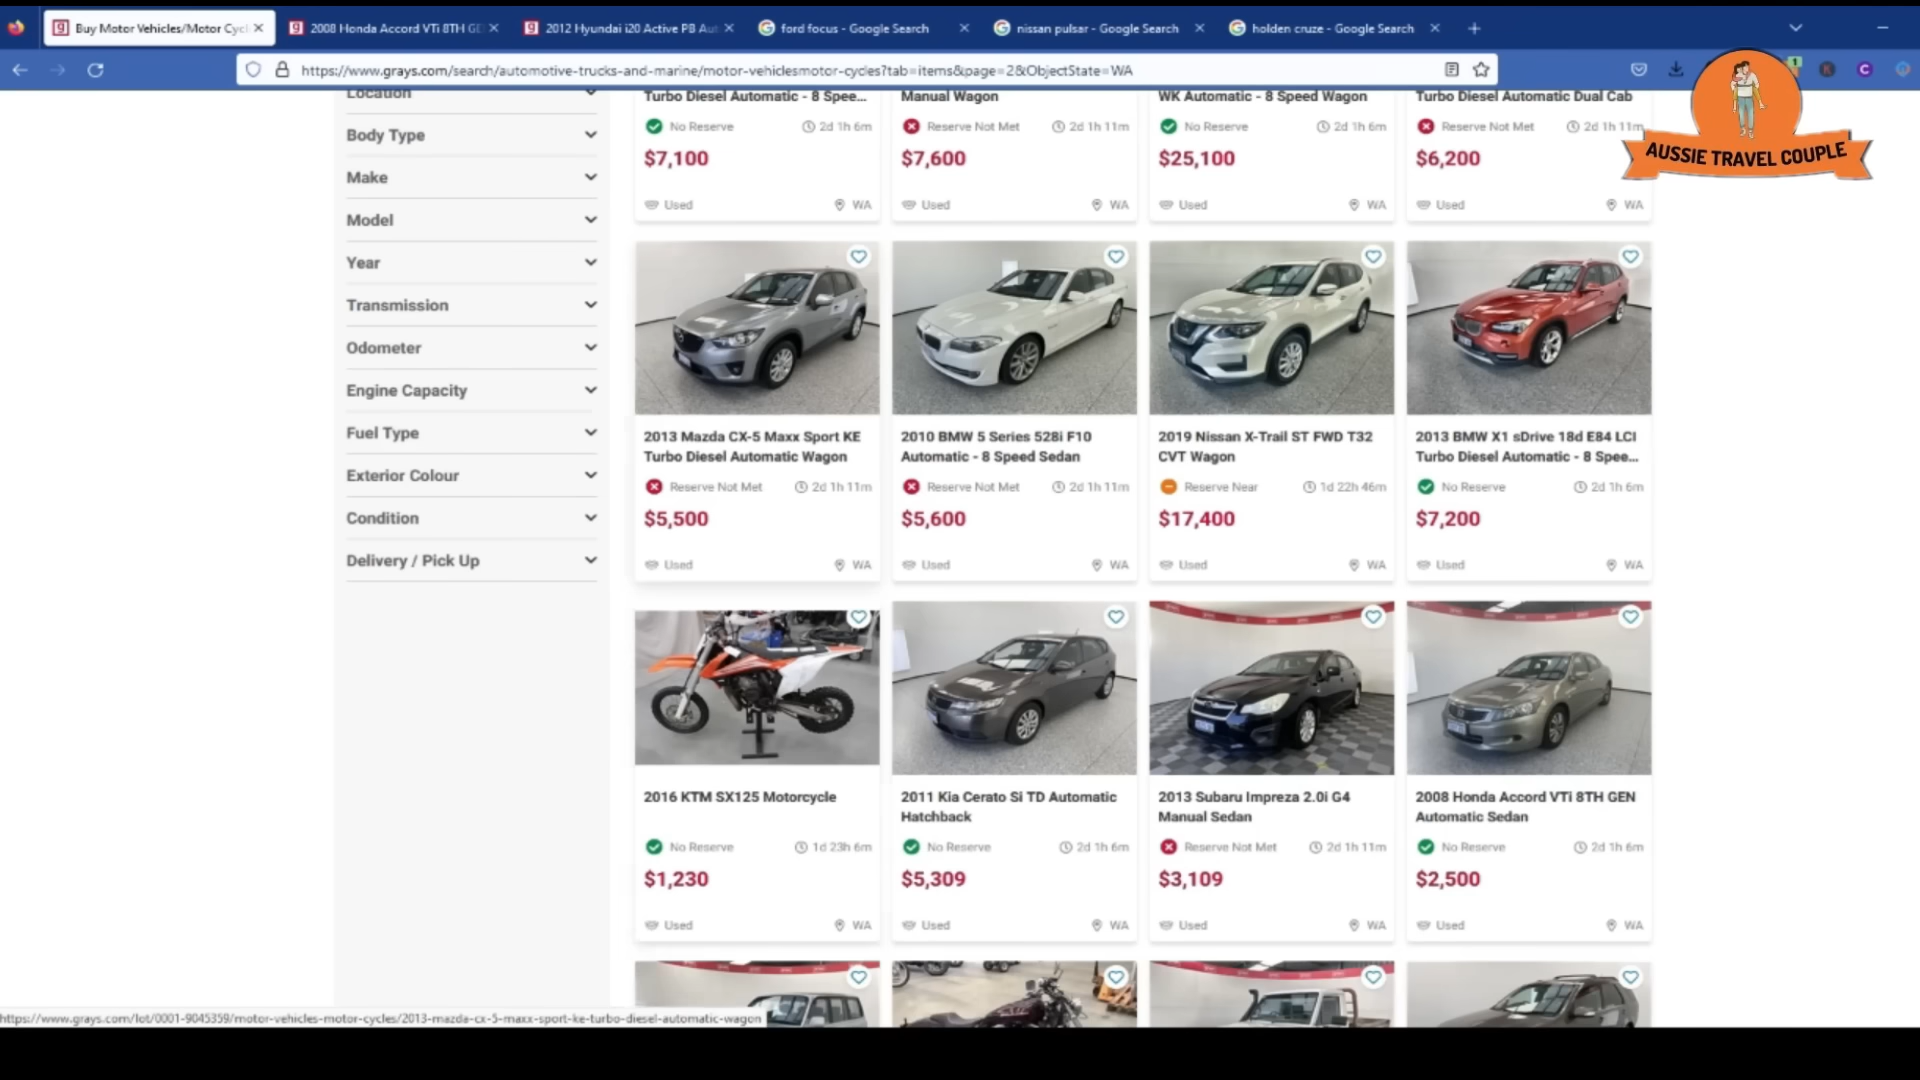 Buy Motor Vehicles/Motor Cyc
2008 Honda Accord VTi 8TH GE
2012 Hyundai i20 Active PB Aut
ford focus - Google Search
nissan pulsar - Google Search
holden cruze - Google Search
https://www.grays.com/search/automotive-trucks-and-marine/motor-vehiclesmotor-cycles?tab=items&page=2&ObjectState=WA
1
AUSSIE TRAVEL COUPLE
Location
Body Type
Make
Model
Year
Transmission
Odometer
Engine Capacity
Fuel Type
Exterior Colour
Condition
Delivery / Pick Up
Turbo Diesel Automatic - 8 Spee...
No Reserve 2d 1h 6m
$7,100
Used WA
Manual Wagon
Reserve Not Met 2d 1h 11m
$7,600
Used WA
WK Automatic - 8 Speed Wagon
No Reserve 2d 1h 6m
$25,100
Used WA
Turbo Diesel Automatic Dual Cab
Reserve Not Met 2d 1h 11m
$6,200
Used WA
2013 Mazda CX-5 Maxx Sport KE
Turbo Diesel Automatic Wagon
Reserve Not Met 2d 1h 11m
$5,500
Used WA
2010 BMW 5 Series 528i F10
Automatic - 8 Speed Sedan
Reserve Not Met 2d 1h 11m
$5,600
Used WA
2019 Nissan X-Trail ST FWD T32
CVT Wagon
Reserve Near 1d 22h 46m
$17,400
Used WA
2013 BMW X1 sDrive 18d E84 LCI
Turbo Diesel Automatic - 8 Spee...
No Reserve 2d 1h 6m
$7,200
Used WA
2016 KTM SX125 Motorcycle
No Reserve 1d 23h 6m
$1,230
Used WA
2011 Kia Cerato Si TD Automatic
Hatchback
No Reserve 2d 1h 6m
$5,309
Used WA
2013 Subaru Impreza 2.0i G4
Manual Sedan
Reserve Not Met 2d 1h 11m
$3,109
Used WA
2008 Honda Accord VTi 8TH GEN
Automatic Sedan
No Reserve 2d 1h 6m
$2,500
Used WA
https://www.grays.com/lot/0001-9045359/motor-vehicles-motor-cycles/2013-mazda-cx-5-maxx-sport-ke-turbo-diesel-automatic-wagon